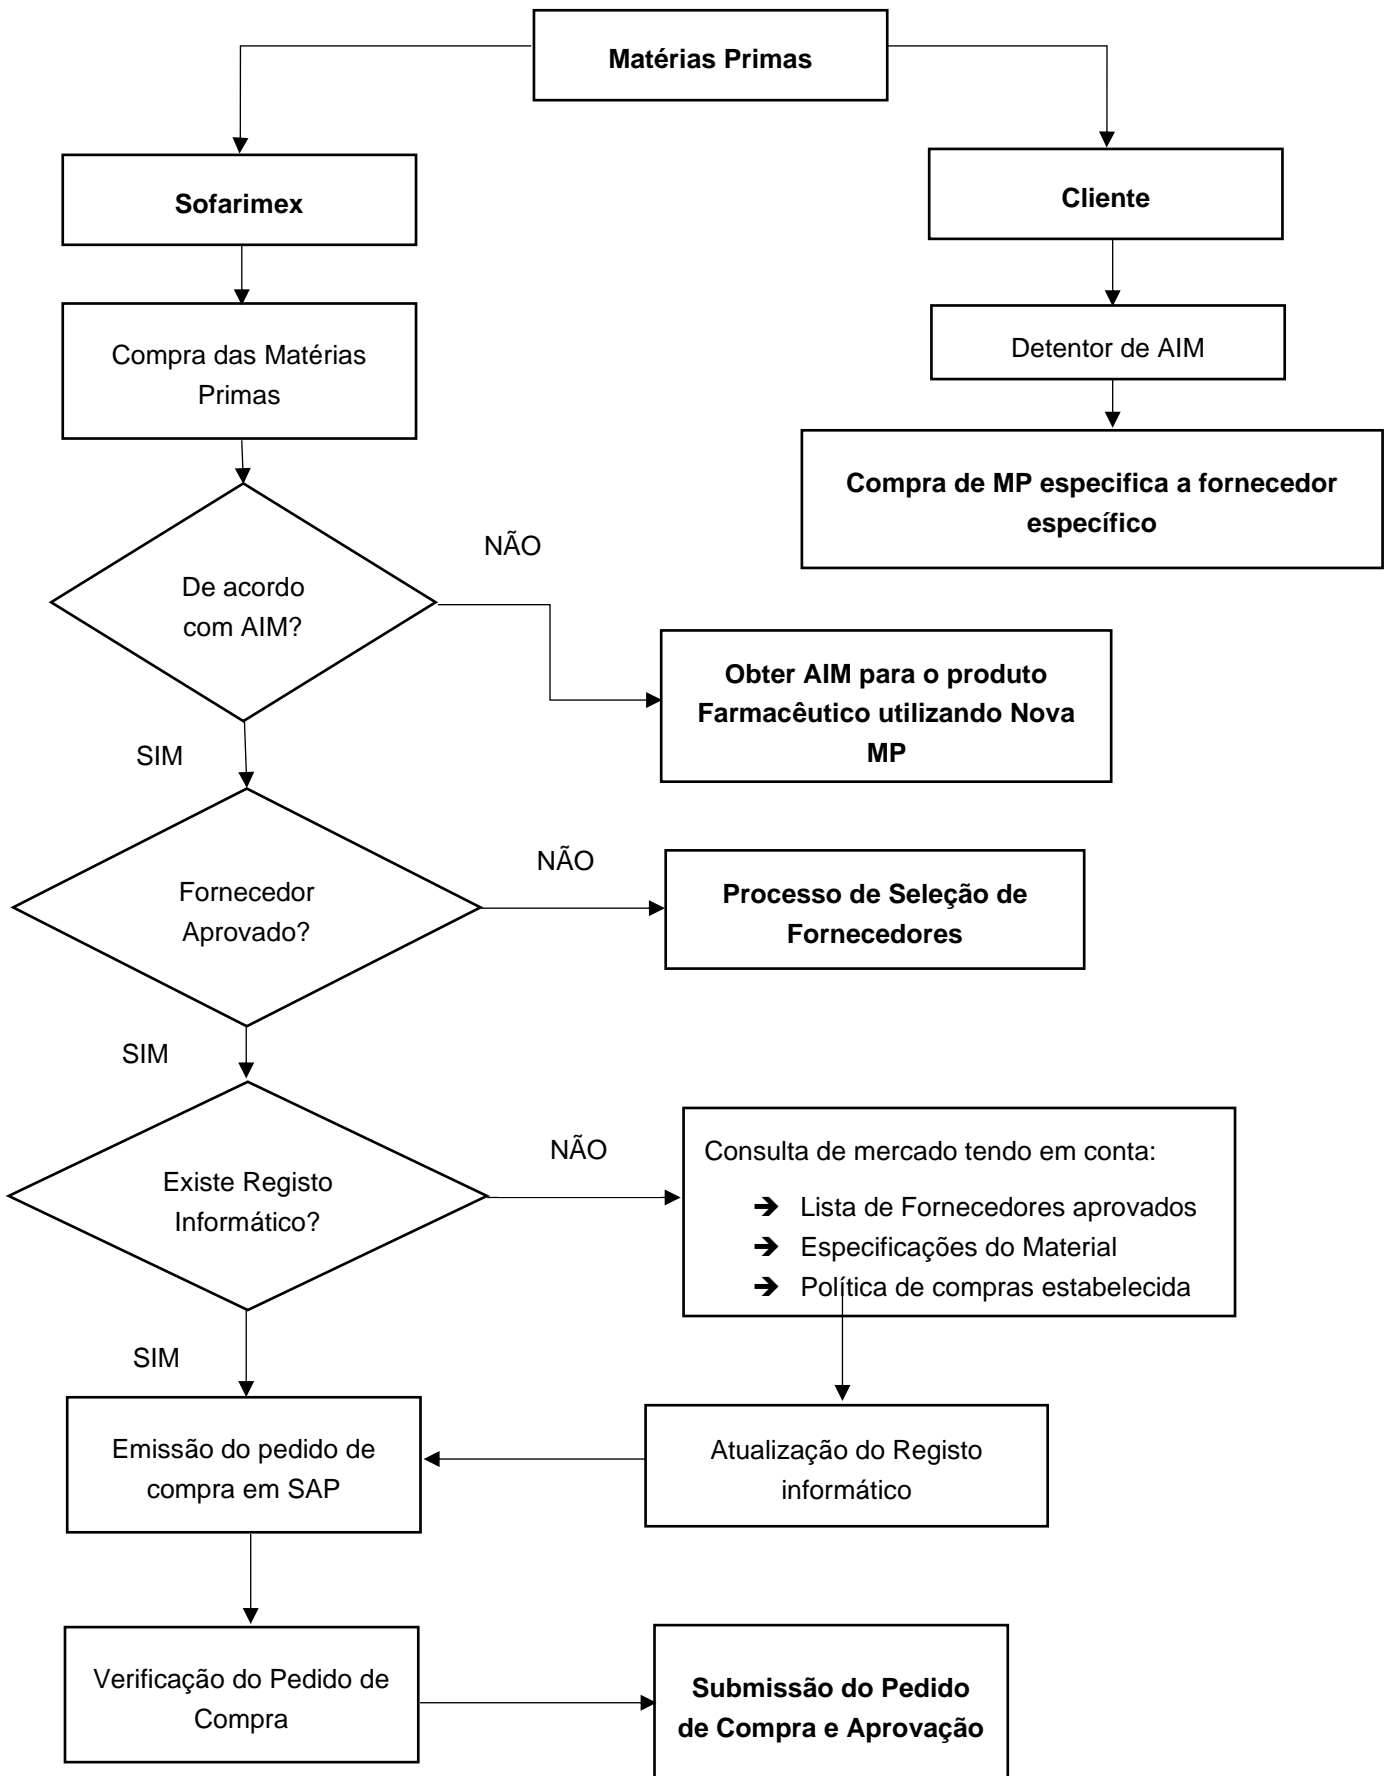 Matérias Primas
Sofarimex
Cliente
Compra das Matérias
Primas
Detentor de AIM
Compra de MP especifica a fornecedor
específico
NÃO
De acordo
com AIM?
Obter AIM para o produto
Farmacêutico utilizando Nova
MP
SIM
NÃO
Fornecedor
Aprovado?
Processo de Seleção de
Fornecedores
SIM
NÃO
Existe Registo
Informático?
Consulta de mercado tendo em conta:
➔ Lista de Fornecedores aprovados
➔ Especificações do Material
➔ Política de compras estabelecida
SIM
Emissão do pedido de
compra em SAP
Atualização do Registo
informático
Verificação do Pedido de
Compra
Submissão do Pedido
de Compra e Aprovação